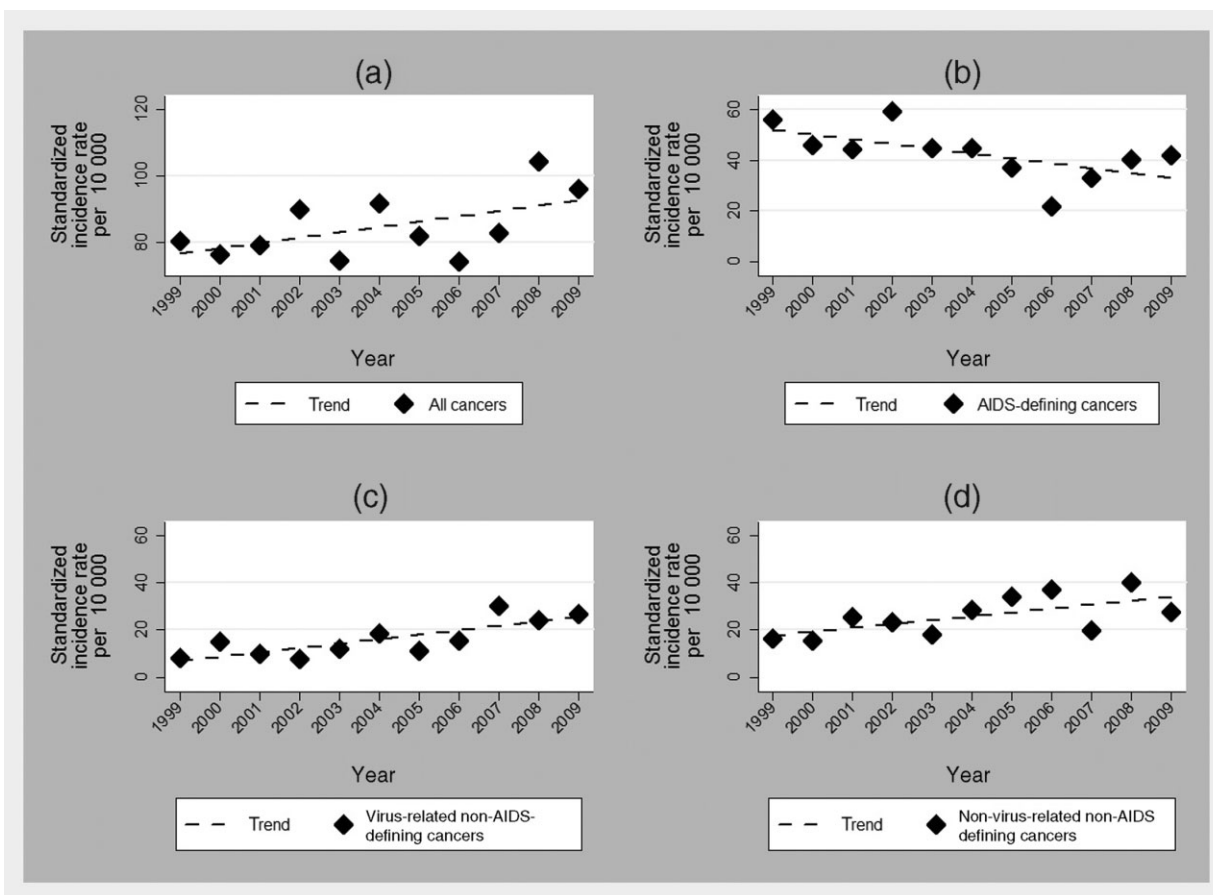 (a)
Standardized
incidence rate
per 10 000
120
100
80
1999
2000
2001
2002
2003
2004
2005
2006
2007
2008
2009
Year
Trend All cancers
(b)
Standardized
incidence rate
per 10 000
60
40
20
0
1999
2000
2001
2002
2003
2004
2005
2006
2007
2008
2009
Year
Trend AIDS-defining cancers
(c)
Standardized
incidence rate
per 10 000
60
40
20
0
1999
2000
2001
2002
2003
2004
2005
2006
2007
2008
2009
Year
Trend Virus-related non-AIDS-
defining cancers
(d)
Standardized
incidence rate
per 10 000
60
40
20
0
1999
2000
2001
2002
2003
2004
2005
2006
2007
2008
2009
Year
Trend Non-virus-related non-AIDS
defining cancers